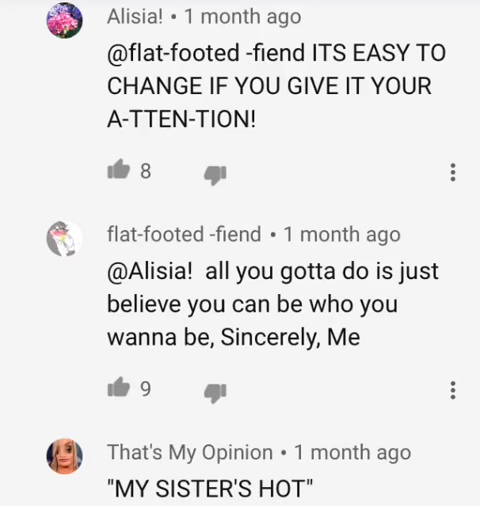 Alisia! • 1 month ago
@flat-footed -fiend ITS EASY TO
CHANGE IF YOU GIVE IT YOUR
A-TTEN-TION!
8
flat-footed -fiend • 1 month ago
@Alisia!  all you gotta do is just
believe you can be who you
wanna be, Sincerely, Me
9
That's My Opinion • 1 month ago
"MY SISTER'S HOT"